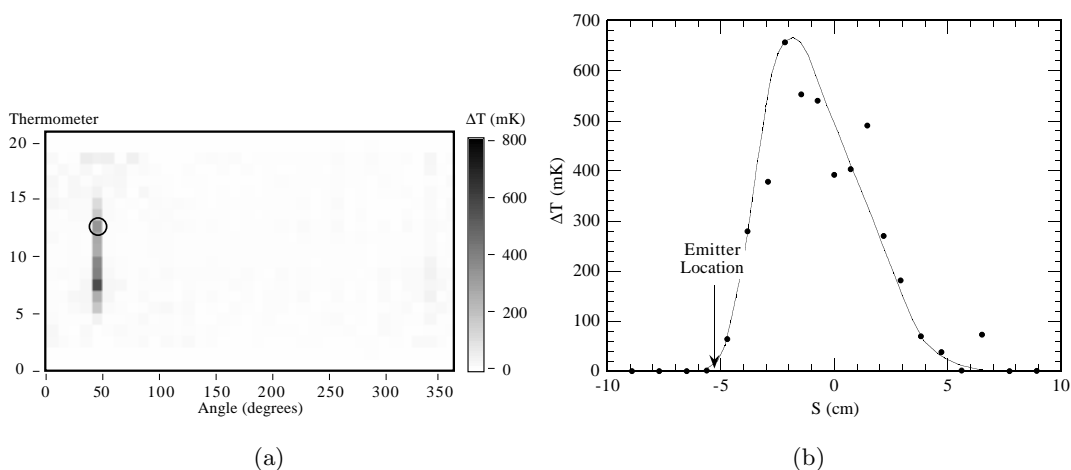 Thermometer
ΔT (mK)
20
15
10
5
0
0 50 100 150 200 250 300 350
Angle (degrees)
800
600
400
200
0
(a)
700
600
500
400
300
200
100
0
ΔT (mK)
Emitter
Location
-10 -5 0 5 10
S (cm)
(b)